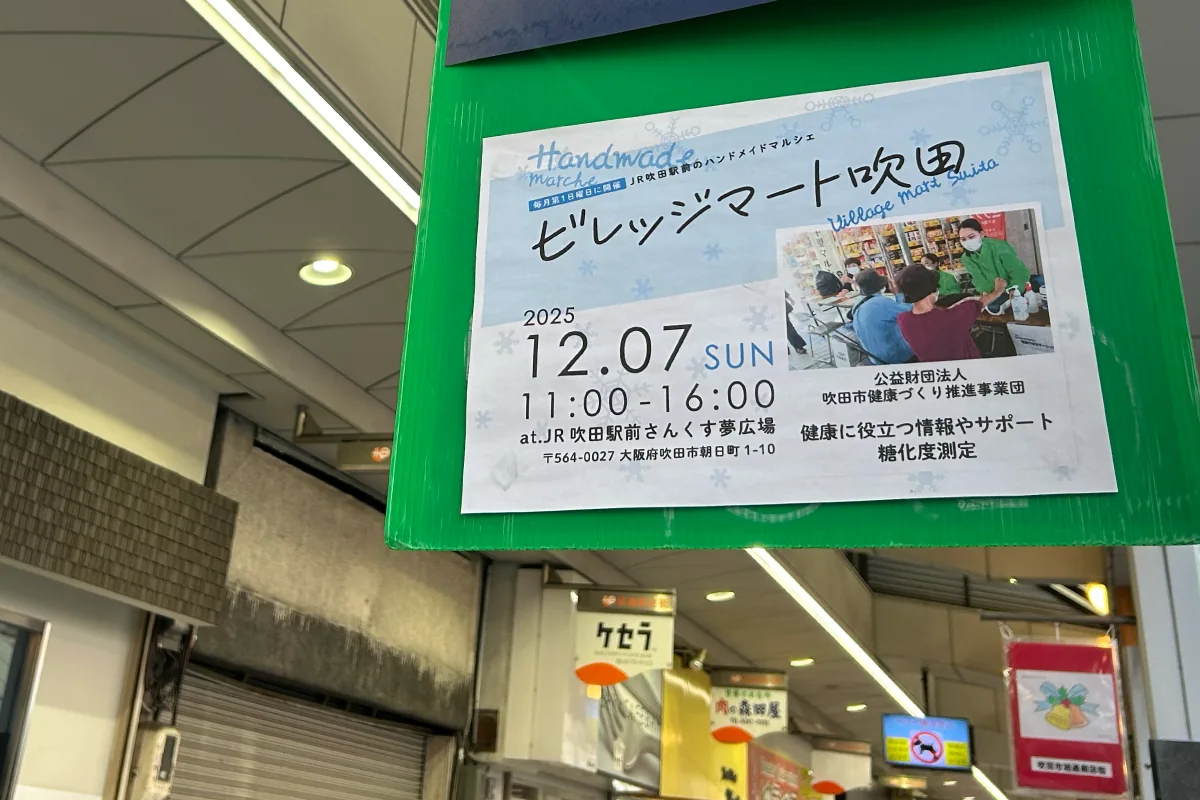 Handmade
marche
毎月第1日曜日に開催
JR吹田駅前のハンドメイドマルシェ
ビレッジマート吹田
Village Mart Suita
2025
12.07 SUN
11:00-16:00
at.JR 吹田駅前さんくす夢広場
〒564-0027 大阪府吹田市朝日町 1-10
公益財団法人
吹田市健康づくり推進事業団
健康に役立つ情報やサポート
糖化度測定
ケセラ
肉の森田屋